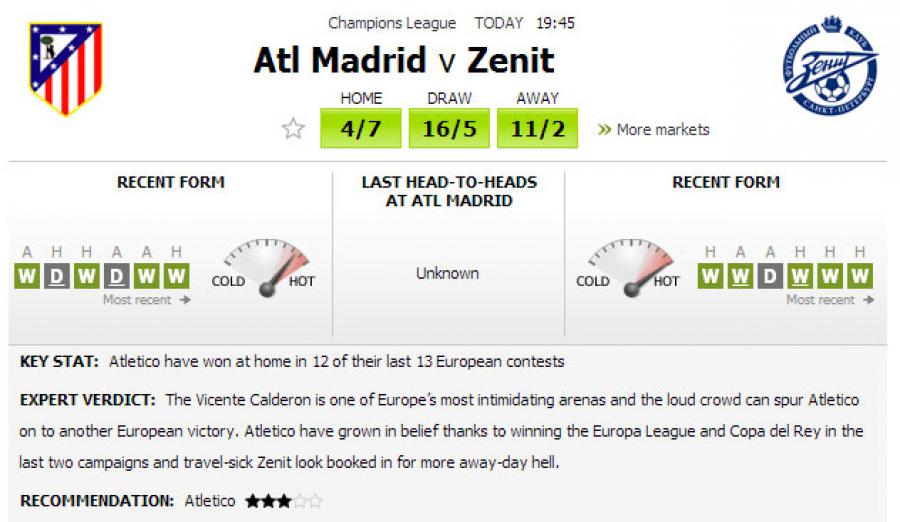 Champions League TODAY 19:45
Atl Madrid v Zenit
HOME DRAW AWAY
4/7 16/5 11/2 » More markets
RECENT FORM
A H H A A H
W D W D W W
COLD HOT
Most recent →
LAST HEAD-TO-HEADS
AT ATL MADRID
Unknown
RECENT FORM
COLD HOT
H A A H H H
W W D W W W
Most recent →
ФУТБОЛЬНЫЙ КЛУБ
Зенит
САНКТ-ПЕТЕРБУРГ
KEY STAT: Atletico have won at home in 12 of their last 13 European contests
EXPERT VERDICT: The Vicente Calderon is one of Europe's most intimidating arenas and the loud crowd can spur Atletico
on to another European victory. Atletico have grown in belief thanks to winning the Europa League and Copa del Rey in the
last two campaigns and travel-sick Zenit look booked in for more away-day hell.
RECOMMENDATION: Atletico ★★★☆☆